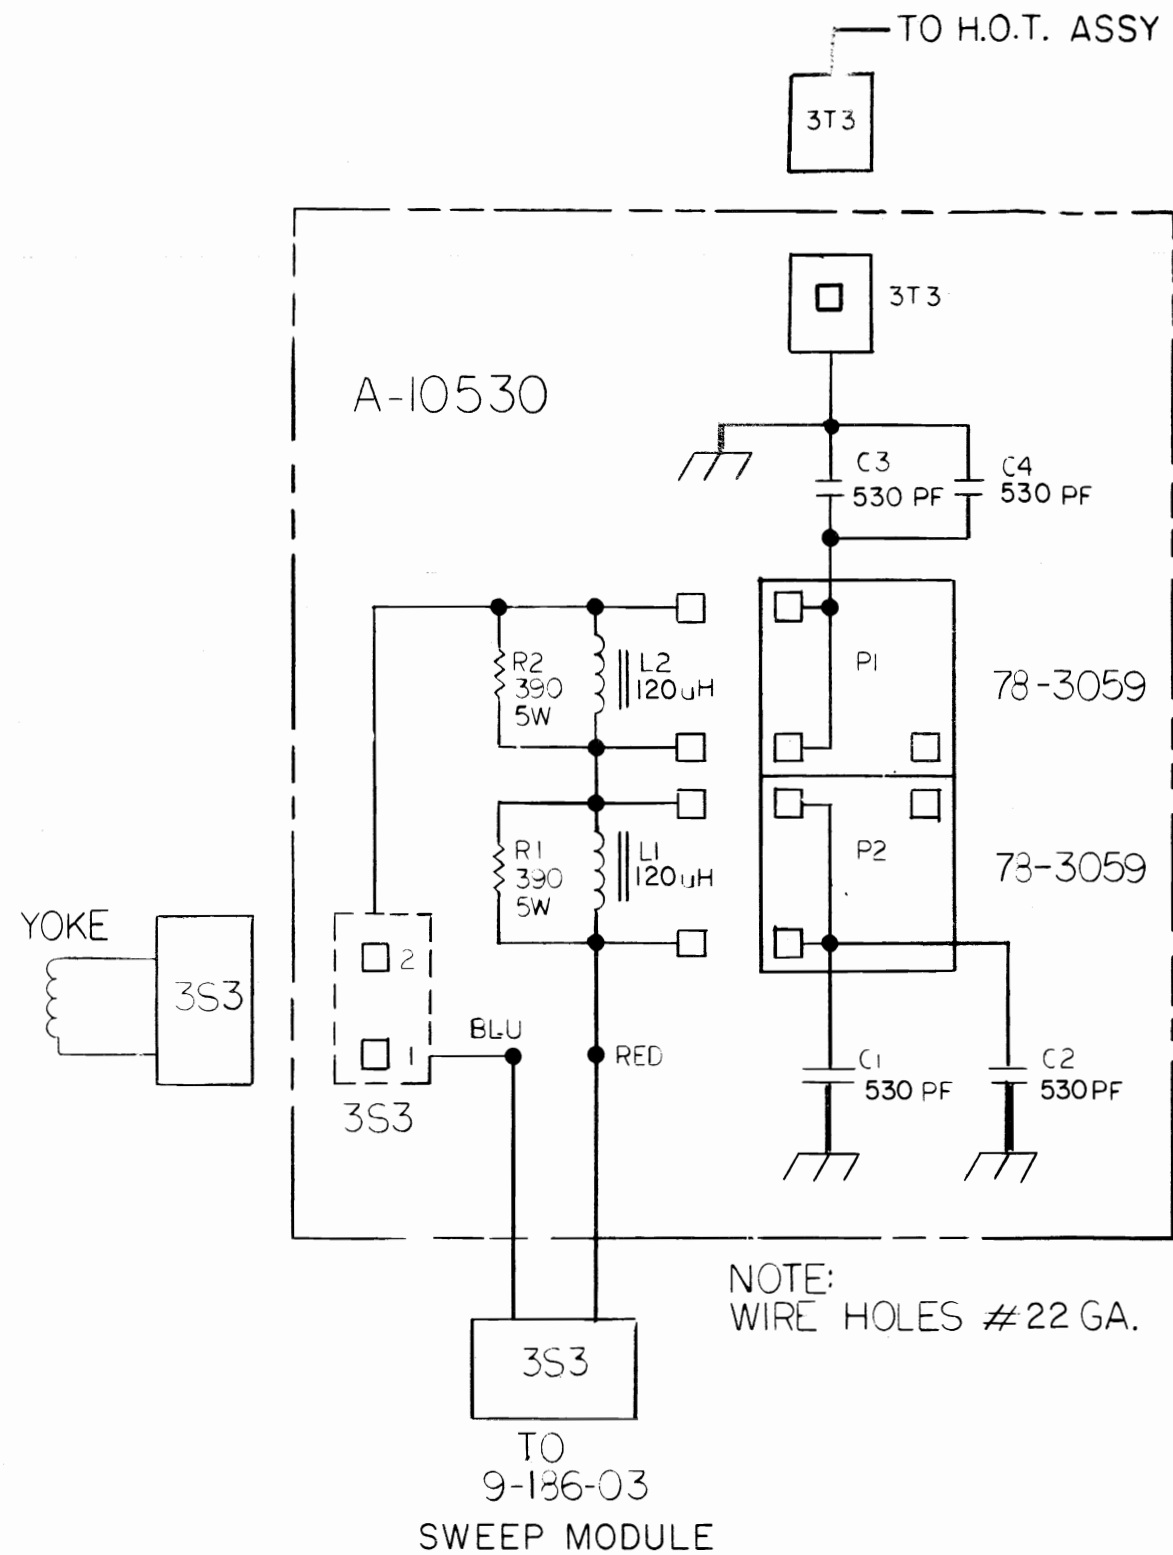 TO H.O.T. ASSY
3T3
3T3
A-10530
C3
530 PF
C4
530 PF
R2
390
5W
L2
120uH
P1
78-3059
R1
390
5W
L1
120uH
P2
78-3059
YOKE
3S3
2
1
3S3
BLU
RED
C1
530 PF
C2
530PF
NOTE:
WIRE HOLES #22 GA.
3S3
TO
9-186-03
SWEEP MODULE